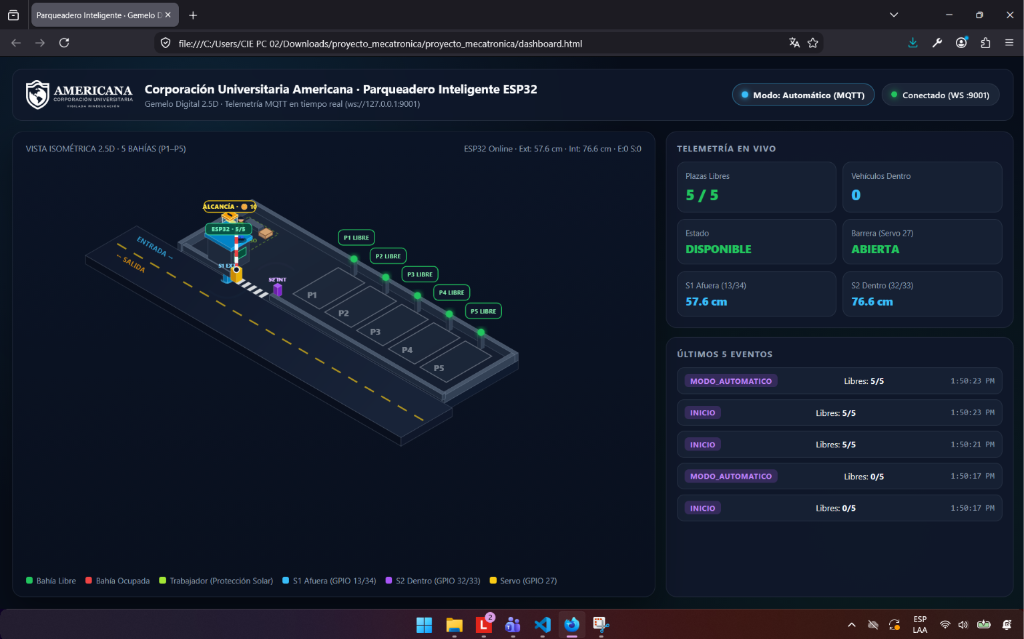 Parqueadero Inteligente - Gemelo D
file:///C:/Users/CIE PC 02/Downloads/proyecto_mecatronica/proyecto_mecatronica/dashboard.html
AMERICANA
CORPORACIÓN UNIVERSITARIA
VIGILADA MINEDUCACIÓN
Corporación Universitaria Americana · Parqueadero Inteligente ESP32
Gemelo Digital 2.5D · Telemetría MQTT en tiempo real (ws://127.0.0.1:9001)
Modo: Automático (MQTT)
Conectado (WS :9001)
VISTA ISOMÉTRICA 2.5D · 5 BAHÍAS (P1–P5)
ESP32 Online · Ext: 57.6 cm · Int: 76.6 cm · E:0 S:0
ALCANCÍA ·
ESP32 · 5/5
ENTRADA
SALIDA
S1 EXT
S2 INT
P1 LIBRE
P2 LIBRE
P3 LIBRE
P4 LIBRE
P5 LIBRE
P1
P2
P3
P4
P5
Bahía Libre
Bahía Ocupada
Trabajador (Protección Solar)
S1 Afuera (GPIO 13/34)
S2 Dentro (GPIO 32/33)
Servo (GPIO 27)
TELEMETRÍA EN VIVO
Plazas Libres
5 / 5
Vehículos Dentro
0
Estado
DISPONIBLE
Barrera (Servo 27)
ABIERTA
S1 Afuera (13/34)
57.6 cm
S2 Dentro (32/33)
76.6 cm
ÚLTIMOS 5 EVENTOS
MODO_AUTOMATICO Libres: 5/5 1:50:23 PM
INICIO Libres: 5/5 1:50:23 PM
INICIO Libres: 5/5 1:50:21 PM
MODO_AUTOMATICO Libres: 0/5 1:50:17 PM
INICIO Libres: 0/5 1:50:17 PM
2
ESP
LAA